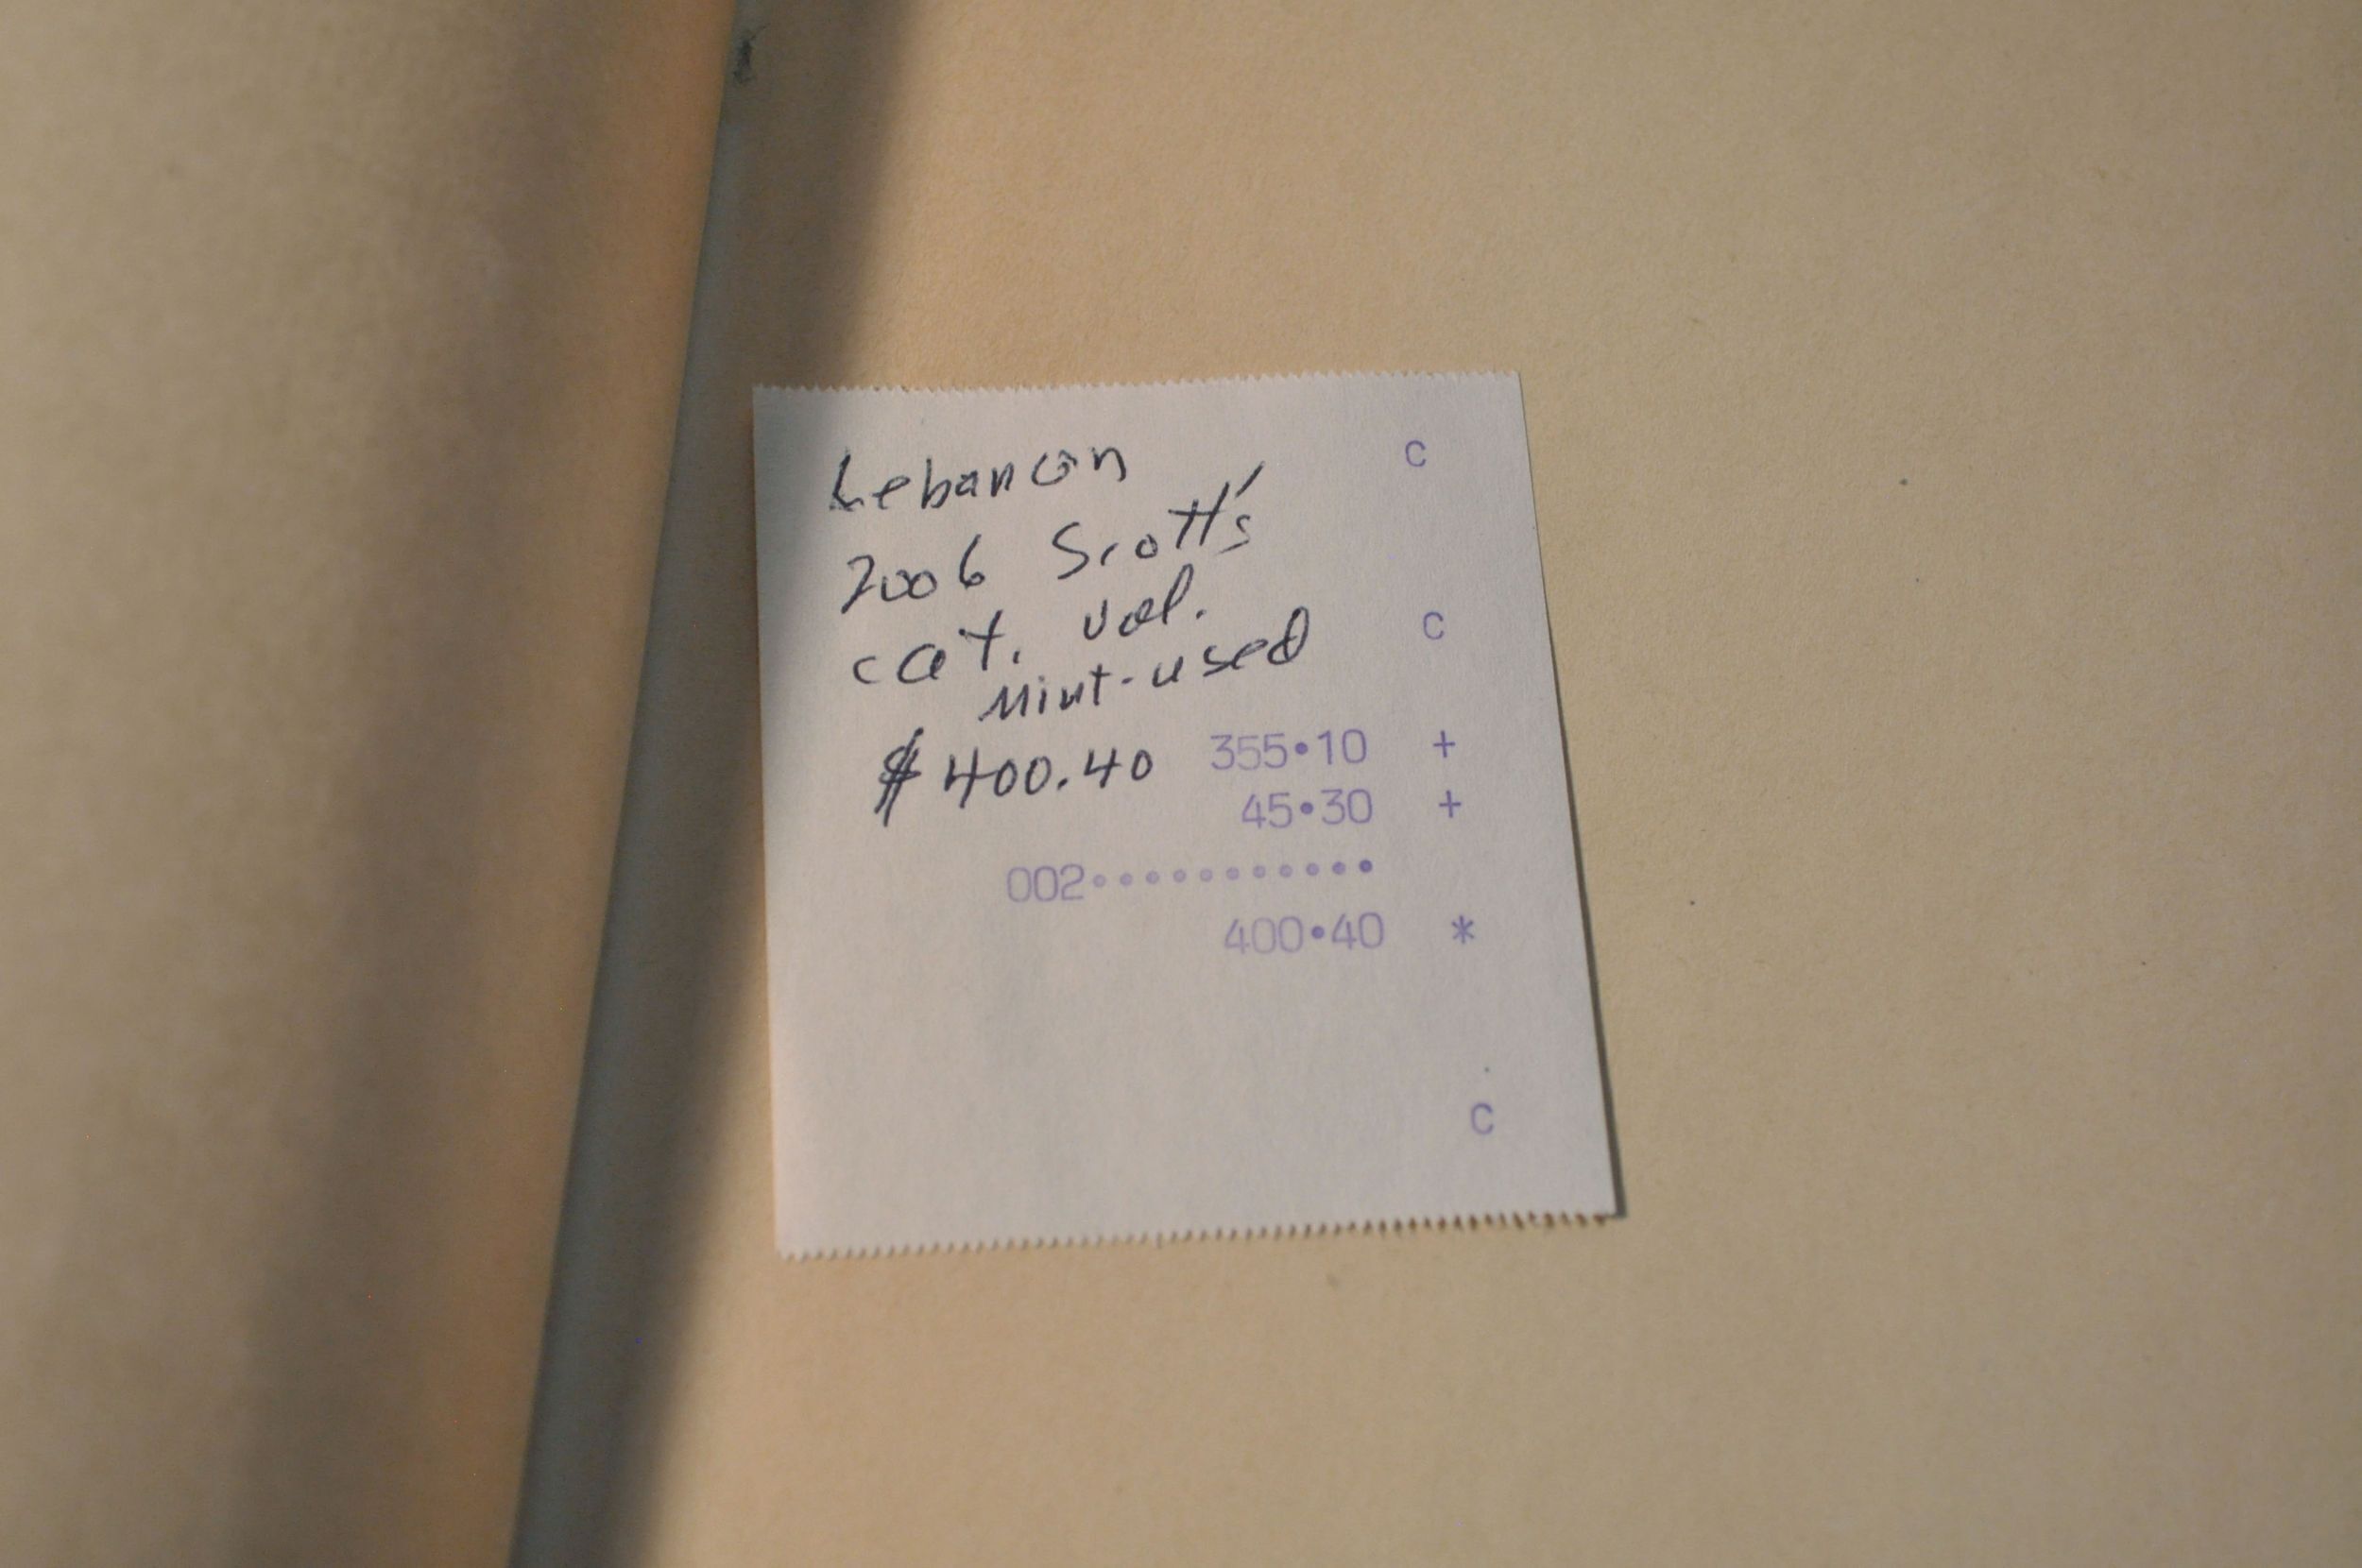 Lebanon C
2006 Scott's
cat. val. C
Mint-used
$400.40 355•10 +
45•30 +
002•••••••••••
400•40 *
C